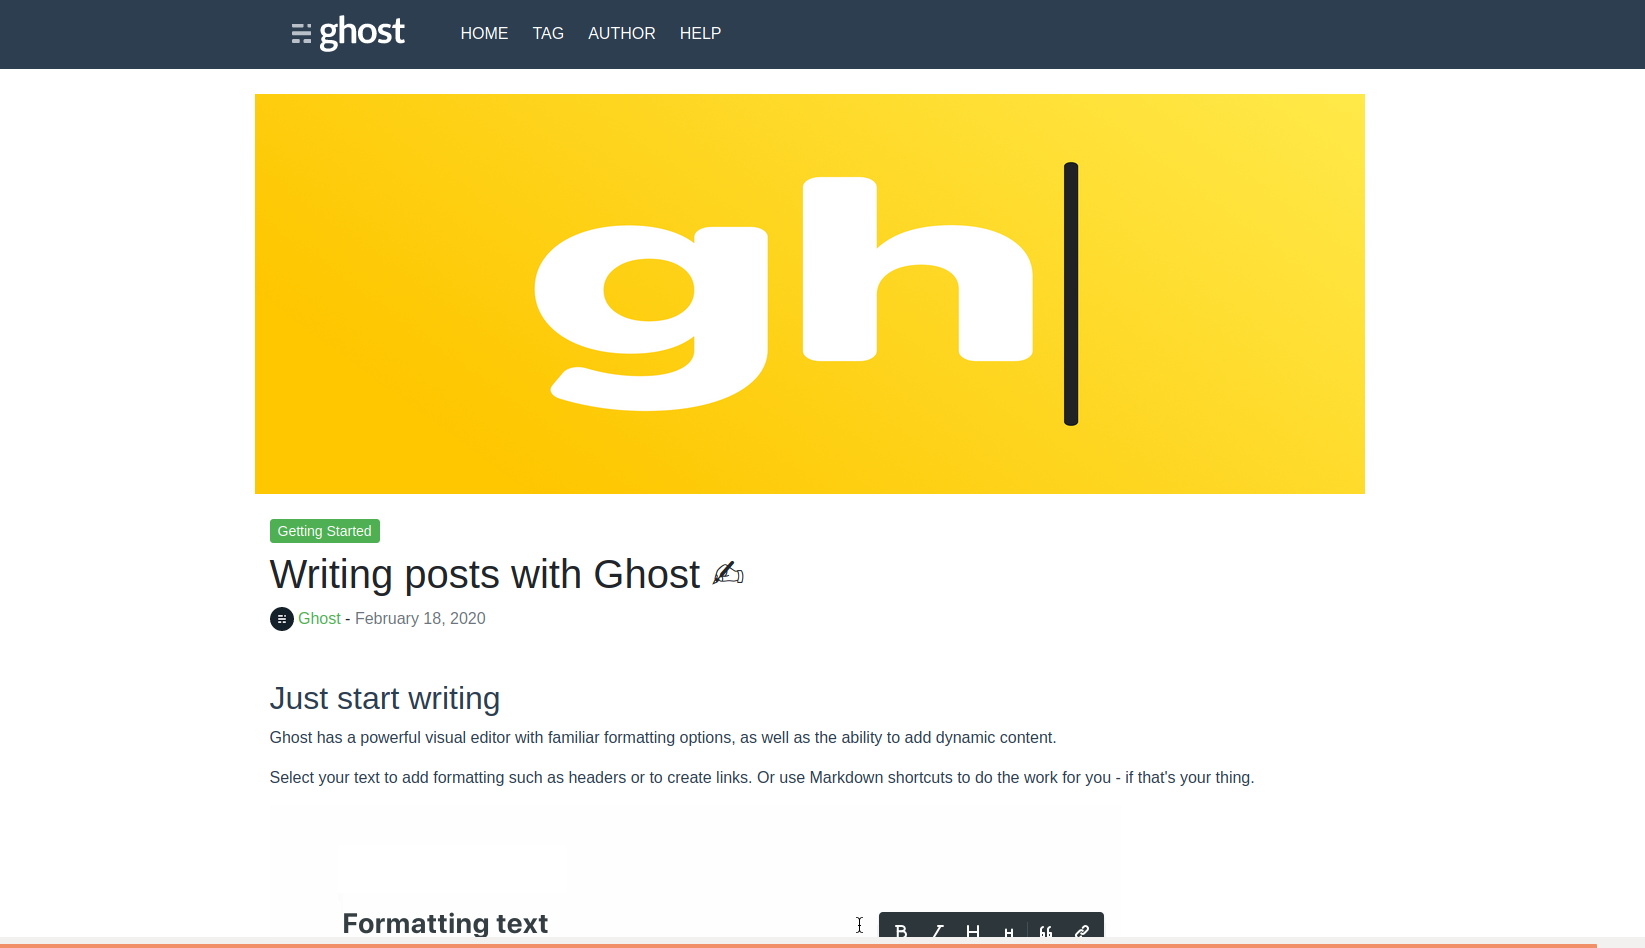 ghost HOME TAG AUTHOR HELP
gh
Getting Started
Writing posts with Ghost ✍
Ghost - February 18, 2020
Just start writing
Ghost has a powerful visual editor with familiar formatting options, as well as the ability to add dynamic content.
Select your text to add formatting such as headers or to create links. Or use Markdown shortcuts to do the work for you - if that's your thing.
Formatting text B I H H